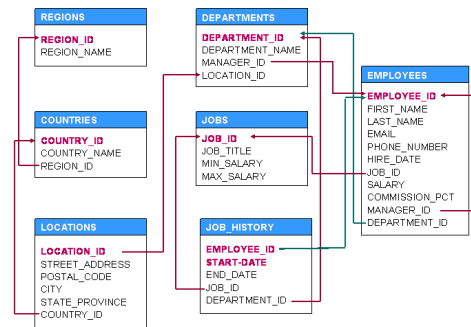 REGIONS
REGION_ID
REGION_NAME
DEPARTMENTS
DEPARTMENT_ID
DEPARTMENT_NAME
MANAGER_ID
LOCATION_ID
EMPLOYEES
EMPLOYEE_ID
FIRST_NAME
LAST_NAME
EMAIL
PHONE_NUMBER
HIRE_DATE
JOB_ID
SALARY
COMMISSION_PCT
MANAGER_ID
DEPARTMENT_ID
COUNTRIES
COUNTRY_ID
COUNTRY_NAME
REGION_ID
JOBS
JOB_ID
JOB_TITLE
MIN_SALARY
MAX_SALARY
LOCATIONS
LOCATION_ID
STREET_ADDRESS
POSTAL_CODE
CITY
STATE_PROVINCE
COUNTRY_ID
JOB_HISTORY
EMPLOYEE_ID
START-DATE
END_DATE
JOB_ID
DEPARTMENT_ID